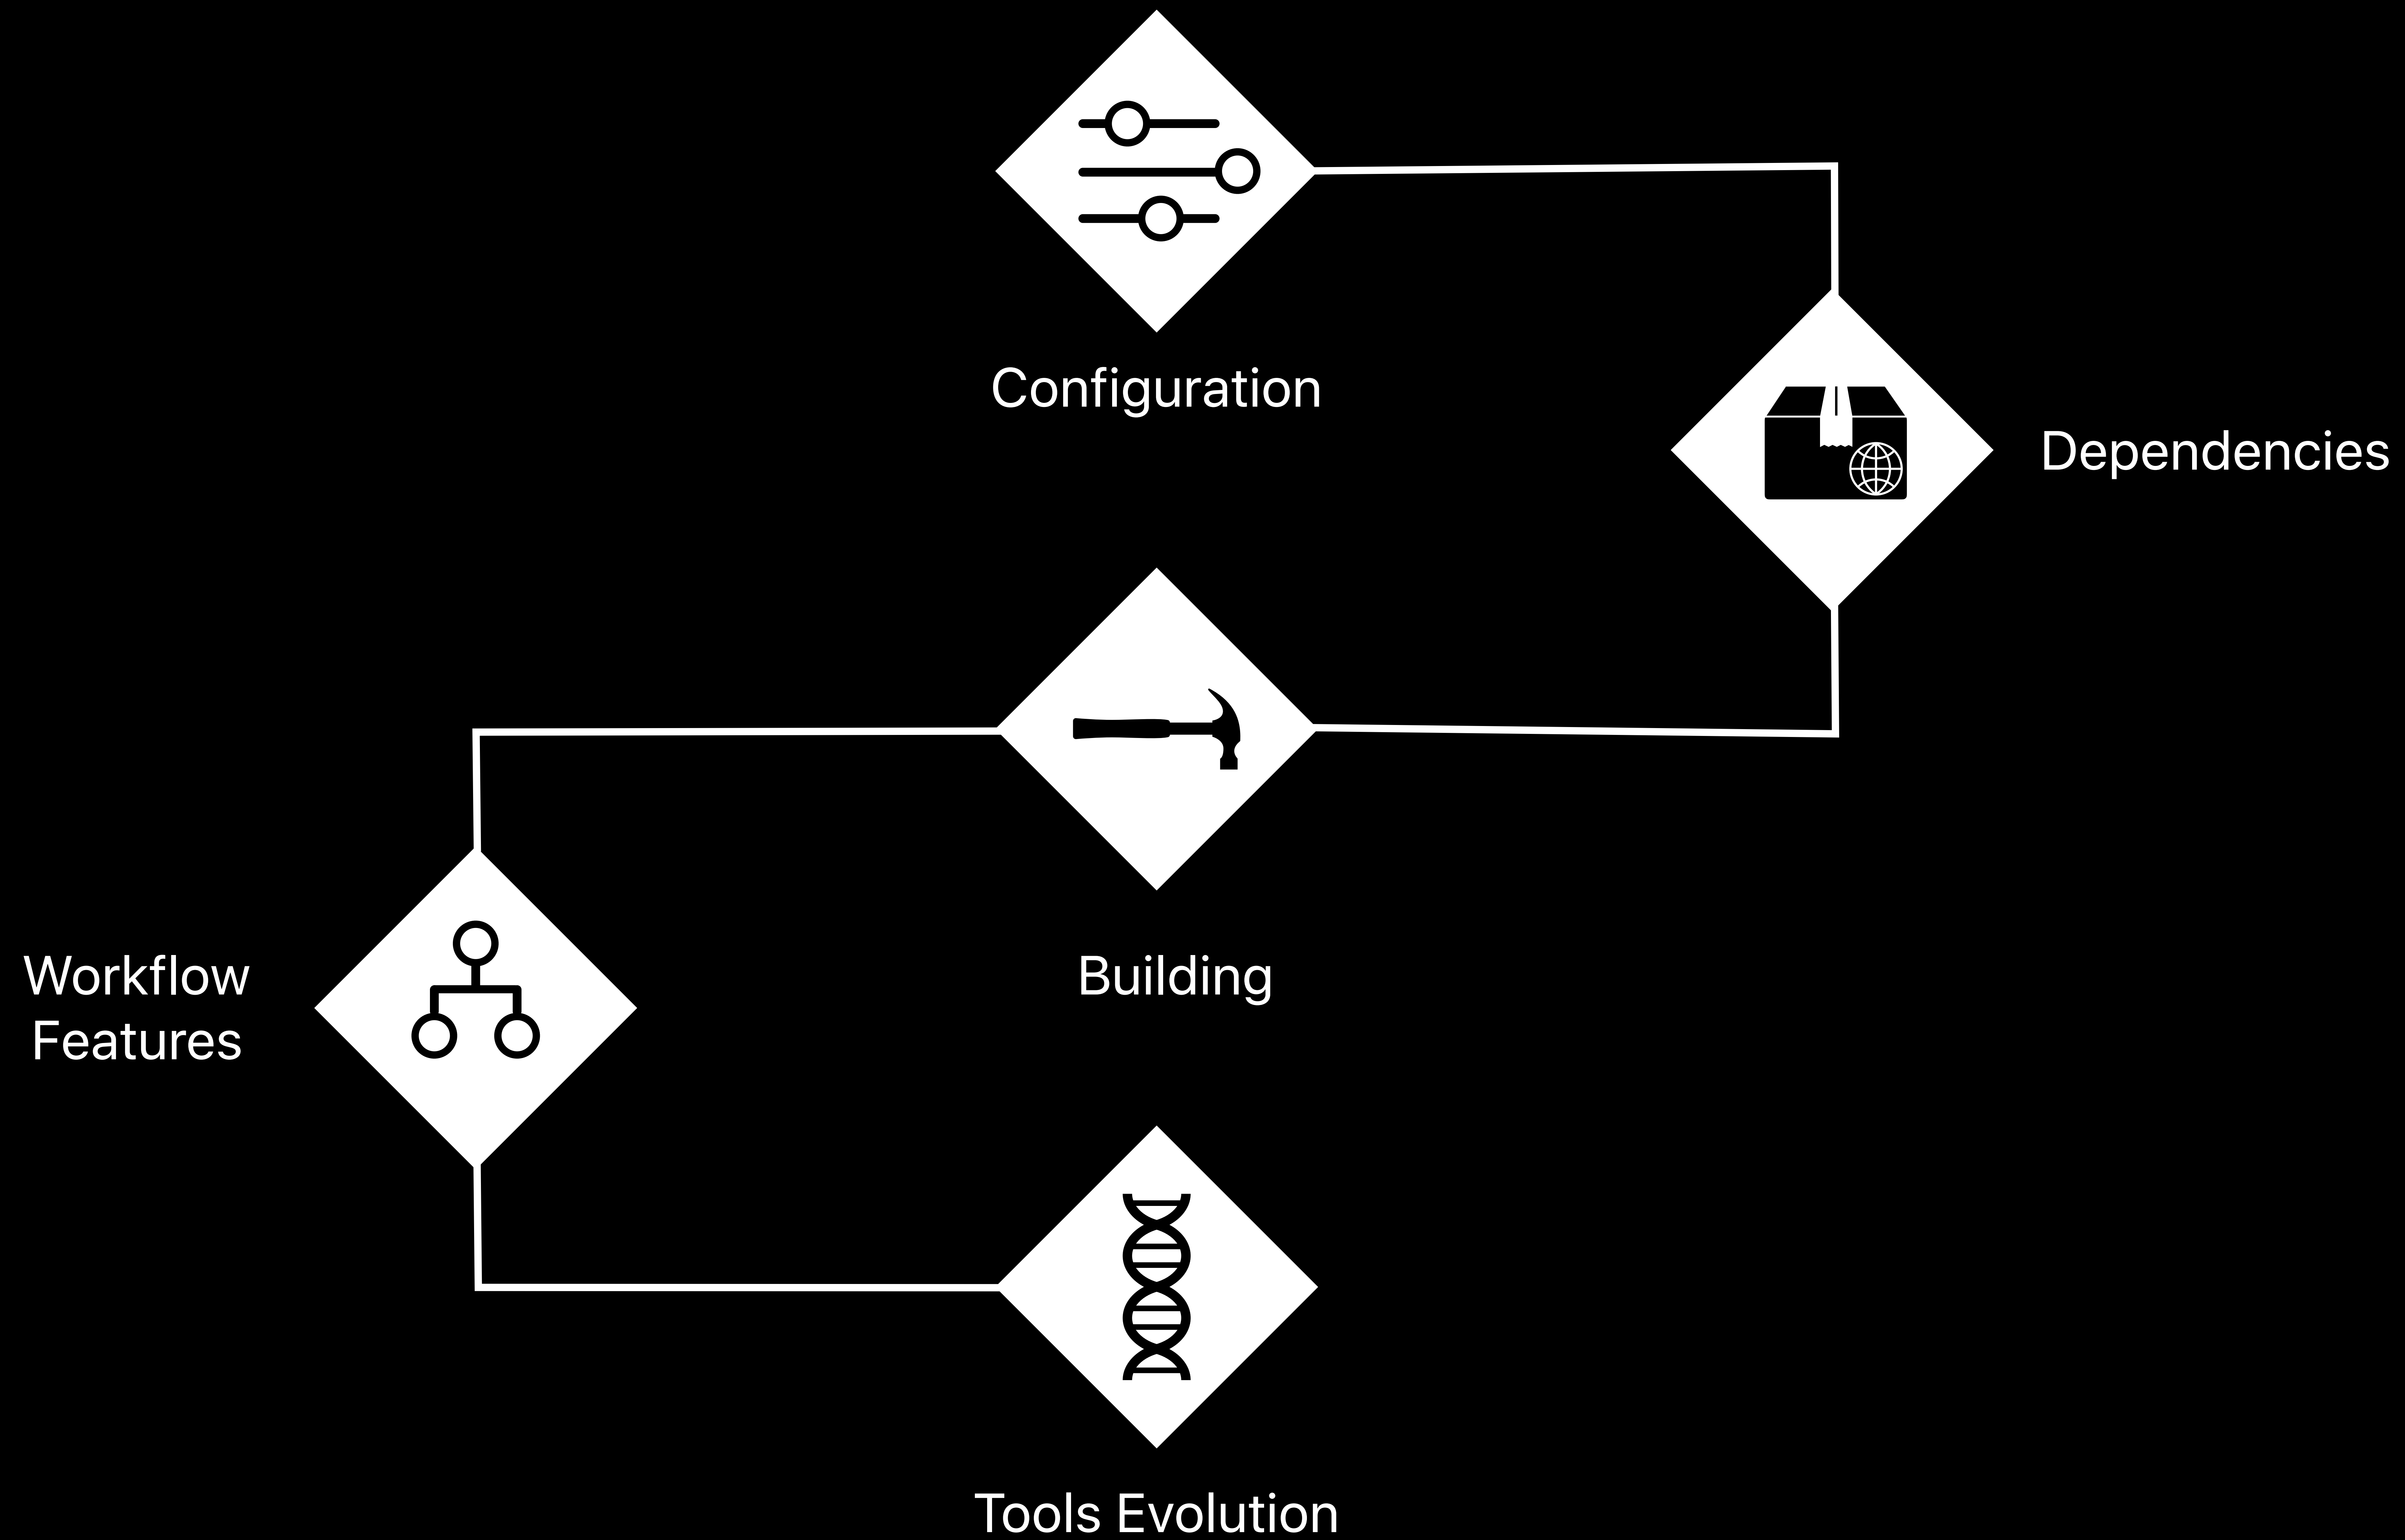 Configuration
Dependencies
Building
Workflow
Features
Tools Evolution